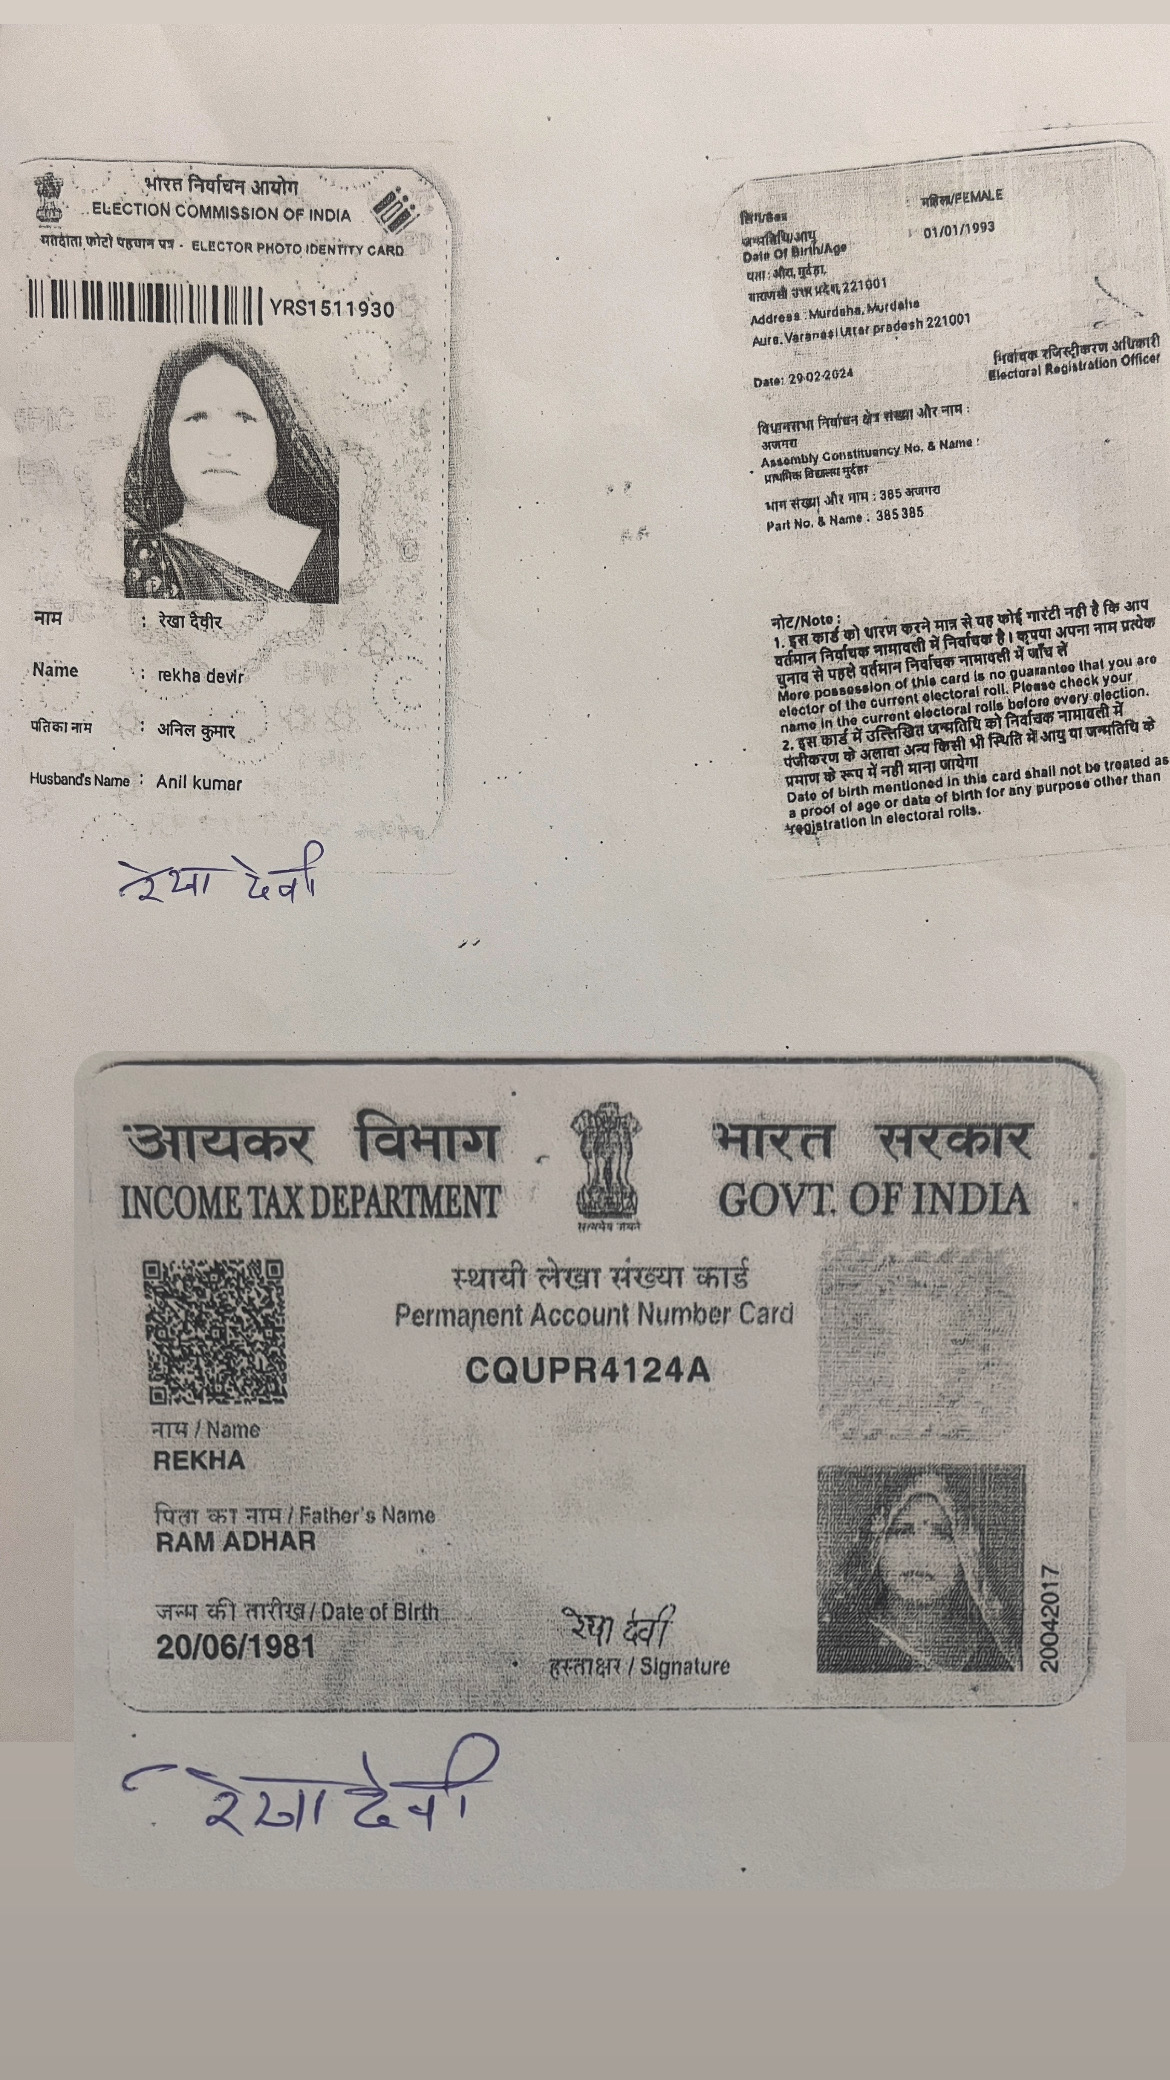 भारत निर्वाचन आयोग
ELECTION COMMISSION OF INDIA
मतदाता फोटो पहचान पत्र - ELECTOR PHOTO IDENTITY CARD
YRS1511930
नाम : रेखा दैवीर
Name : rekha devir
पतिका नाम : अनिल कुमार
Husband's Name : Anil kumar
रेखा देवी
लिंग/Sex : महिला/FEMALE
जन्मतिथि/आयु
Date Of Birth/Age : 01/01/1993
पता : औरा, मुर्दहा,
वाराणसी उत्तर प्रदेश, 221001
Address : Murdaha, Murdaha
Aura, Varanasi Uttar pradesh 221001
Date: 29-02-2024
निर्वाचक रजिस्ट्रीकरण अधिकारी
Electoral Registration Officer
विधानसभा निर्वाचन क्षेत्र संख्या और नाम :
अजगरा
Assembly Constituency No. & Name :
प्राथमिक विद्यालय मुर्दहा
भाग संख्या और नाम : 385 अजगरा
Part No. & Name : 385 385
नोट/Note :
1. इस कार्ड को धारण करने मात्र से यह कोई गारंटी नही है कि आप
वर्तमान निर्वाचक नामावली में निर्वाचक है। कृपया अपना नाम प्रत्येक
चुनाव से पहले वर्तमान निर्वाचक नामावली में जाँच लें
Mere possession of this card is no guarantee that you are
elector of the current electoral roll. Please check your
name in the current electoral rolls before every election.
2. इस कार्ड में उल्लिखित जन्मतिथि को निर्वाचक नामावली में
पंजीकरण के अलावा अन्य किसी भी स्थिति में आयु या जन्मतिथि के
प्रमाण के रूप में नही माना जायेगा
Date of birth mentioned in this card shall not be treated as
a proof of age or date of birth for any purpose other than
registration in electoral rolls.
आयकर विभाग भारत सरकार
INCOME TAX DEPARTMENT GOVT. OF INDIA
सत्यमेव जयते
स्थायी लेखा संख्या कार्ड
Permanent Account Number Card
CQUPR4124A
नाम / Name
REKHA
पिता का नाम / Father's Name
RAM ADHAR
जन्म की तारीख / Date of Birth
20/06/1981
रेखा देवी
हस्ताक्षर / Signature
20042017
रेखा देवी